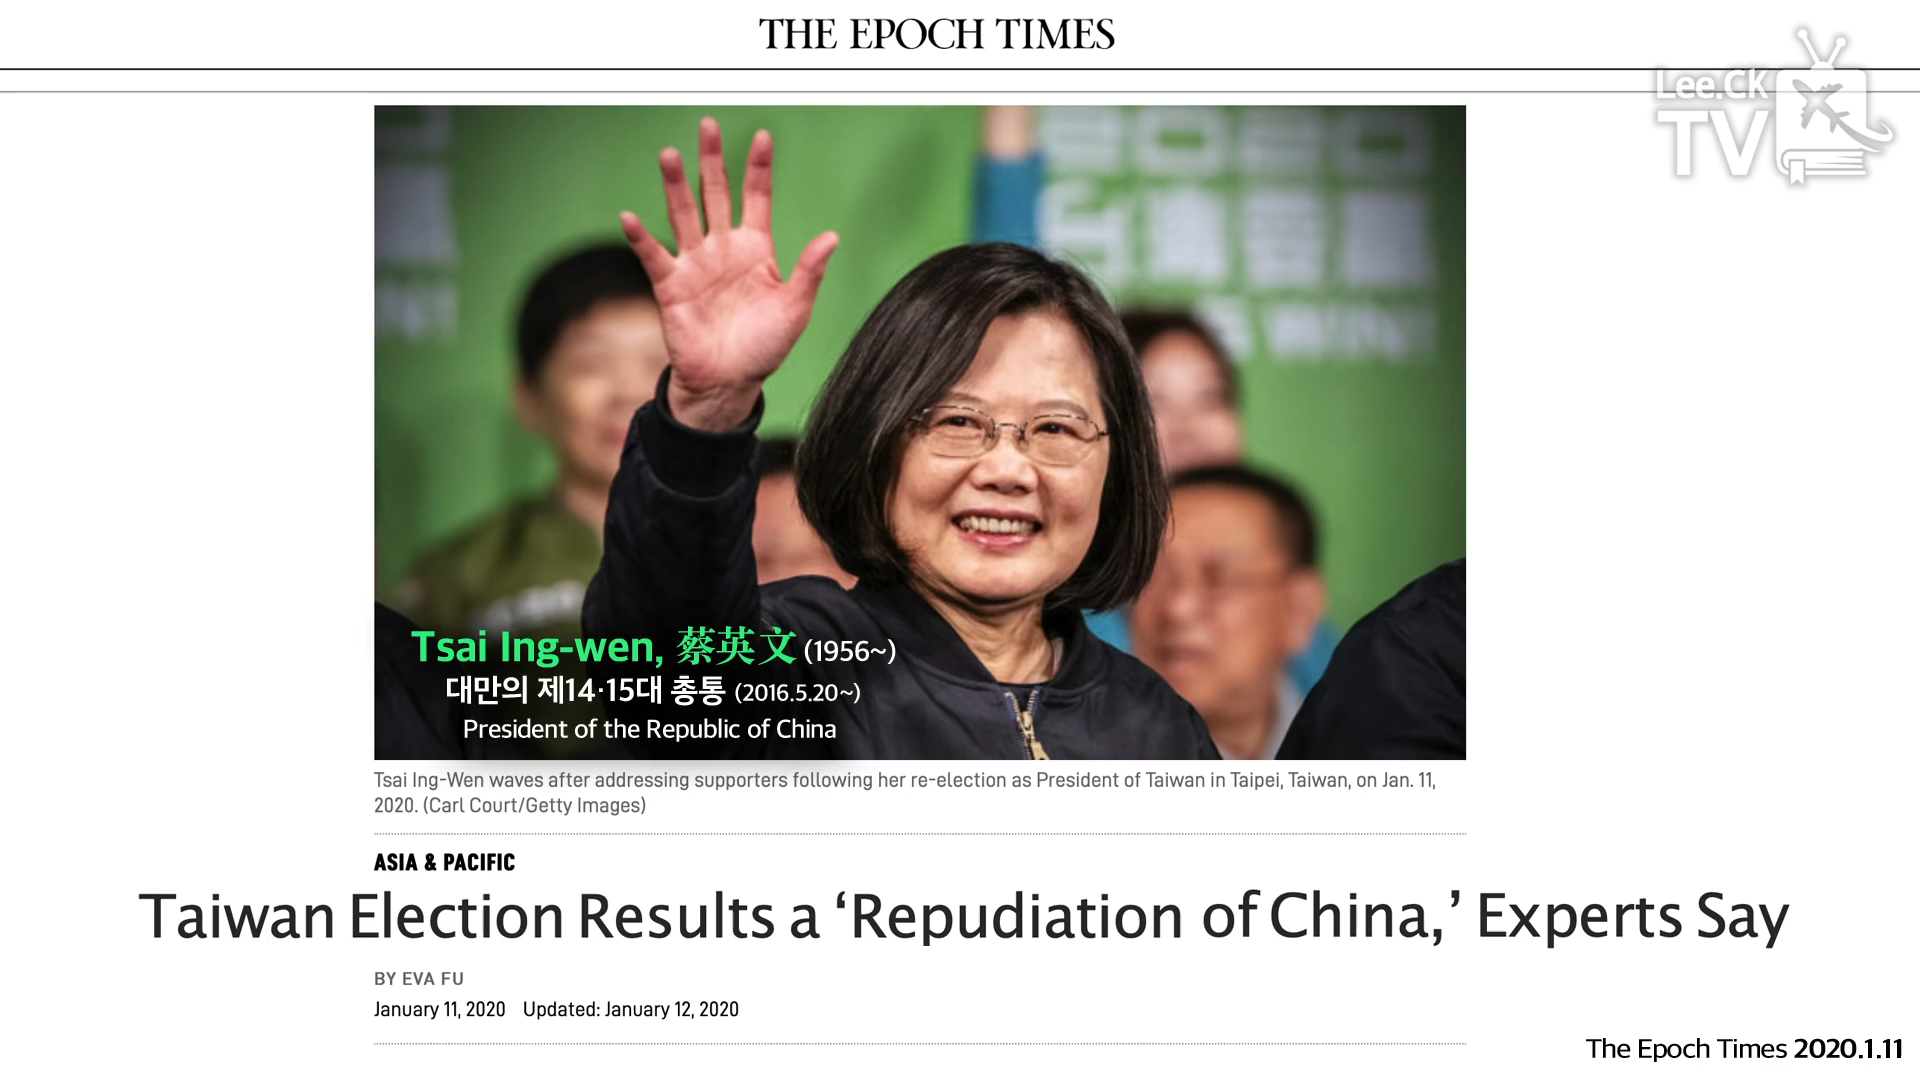 THE EPOCH TIMES
Lee.CK
TV
Tsai Ing-wen, 蔡英文 (1956~)
대만의 제14·15대 총통 (2016.5.20~)
President of the Republic of China
Tsai Ing-Wen waves after addressing supporters following her re-election as President of Taiwan in Taipei, Taiwan, on Jan. 11,
2020. (Carl Court/Getty Images)
ASIA & PACIFIC
Taiwan Election Results a ‘Repudiation of China,’ Experts Say
BY EVA FU
January 11, 2020 Updated: January 12, 2020
The Epoch Times 2020.1.11